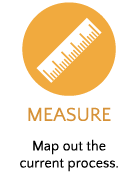 MEASURE
Map out the
current process.